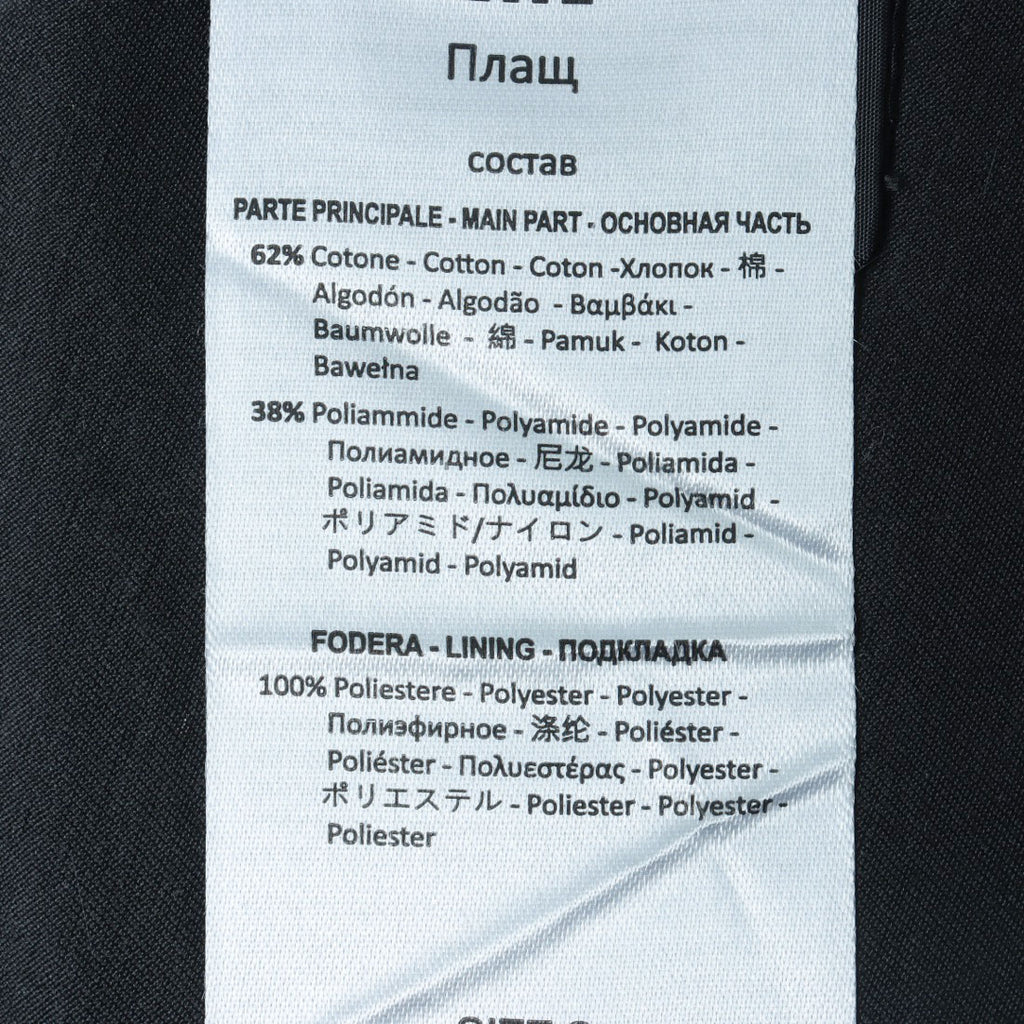 Плащ
состав
PARTE PRINCIPALE - MAIN PART - ОСНОВНАЯ ЧАСТЬ
62% Cotone - Cotton - Coton -Хлопок - 棉 -
Algodón - Algodão - Βαμβάκι -
Baumwolle - 綿 - Pamuk - Koton -
Bawełna
38% Poliammide - Polyamide - Polyamide -
Полиамидное - 尼龙 - Poliamida -
Poliamida - Πολυαμίδιο - Polyamid -
ポリアミド/ナイロン - Poliamid -
Polyamid - Polyamid
FODERA - LINING - ПОДКЛАДКА
100% Poliestere - Polyester - Polyester -
Полиэфирное - 涤纶 - Poliéster -
Poliéster - Πολυεστέρας - Polyester -
ポリエステル - Poliester - Polyester -
Poliester